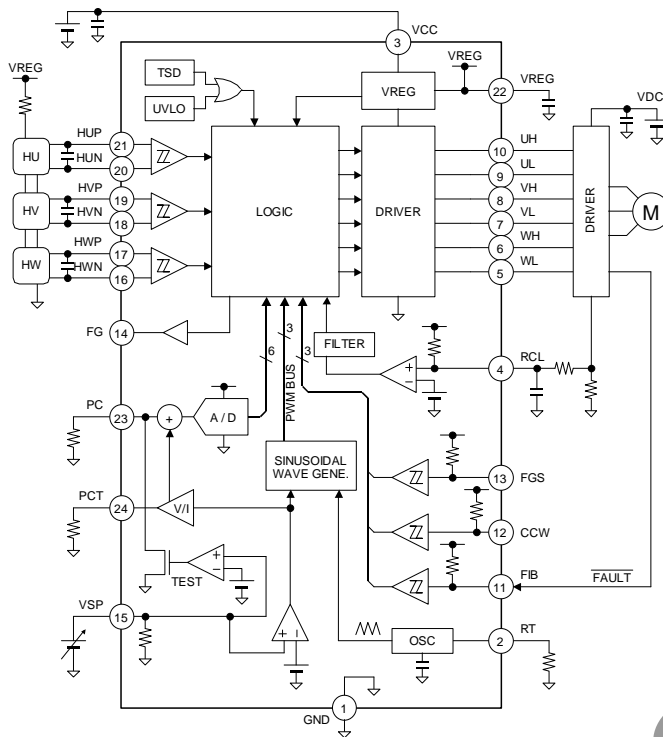 VCC
3
VREG
TSD
UVLO
VREG
VREG
22
VDC
HUP
21
HU
HUN
20
HVP
19
HV
HVN
18
HWP
17
HW
HWN
16
LOGIC
DRIVER
UH
10
UL
9
VH
8
VL
7
WH
6
WL
5
DRIVER
M
FG
14
6
3
3
PWM BUS
FILTER
+
−
RCL
4
PC
23
+
A / D
SINUSOIDAL
WAVE GENE.
13
FGS
PCT
24
V/I
12
CCW
TEST
+
−
11
FIB
FAULT
VSP
15
+
−
OSC
2
RT
GND
1